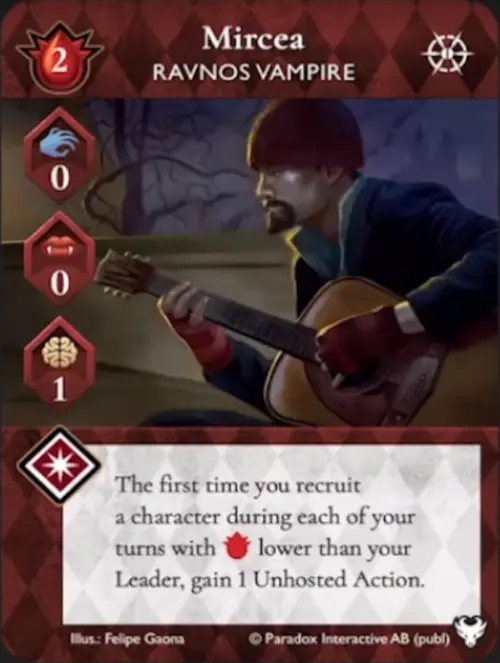 2
Mircea
RAVNOS VAMPIRE
0
0
1
The first time you recruit
a character during each of your
turns with lower than your
Leader, gain 1 Unhosted Action.
Illus.: Felipe Gaona
© Paradox Interactive AB (publ)